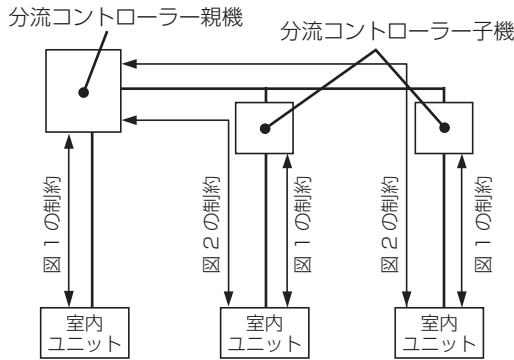 分流コントローラー親機
分流コントローラー子機
図1の制約
図2の制約
図1の制約
図2の制約
図1の制約
室内
ユニット
室内
ユニット
室内
ユニット